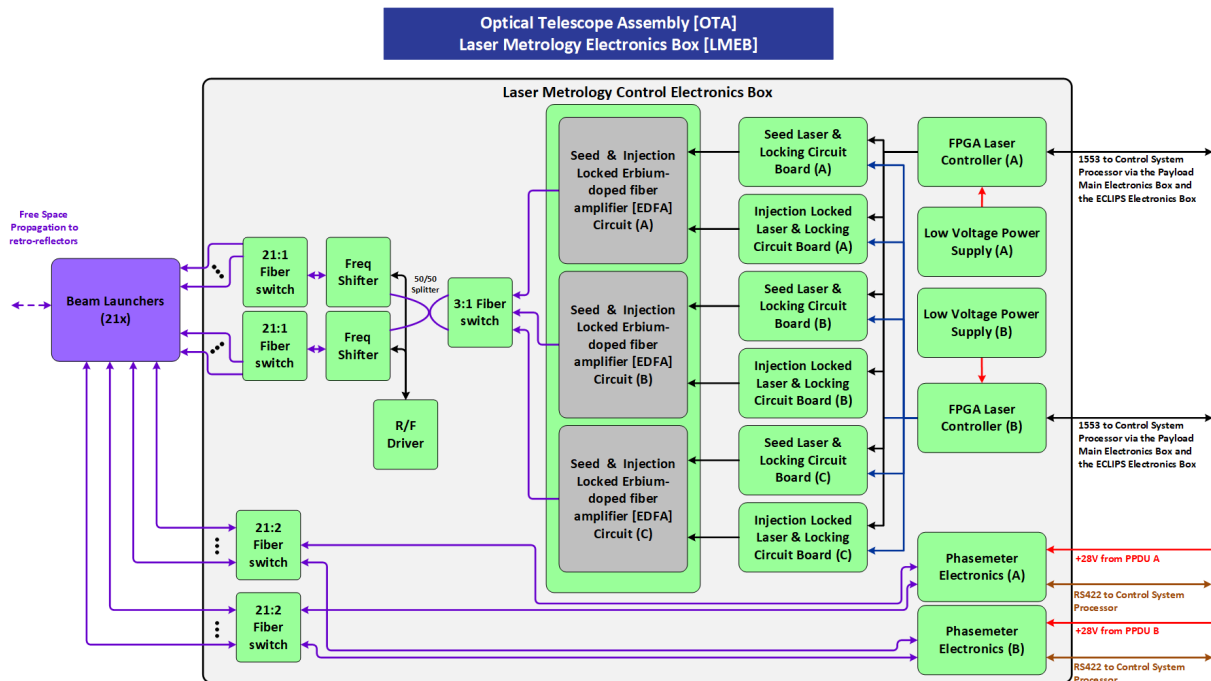 Optical Telescope Assembly [OTA]
Laser Metrology Electronics Box [LMEB]
Laser Metrology Control Electronics Box
Free Space
Propagation to
retro-reflectors
Beam Launchers
(21x)
21:1
Fiber
switch
Freq
Shifter
21:1
Fiber
switch
Freq
Shifter
50/50
Splitter
3:1 Fiber
switch
R/F
Driver
21:2
Fiber
switch
21:2
Fiber
switch
Seed & Injection
Locked Erbium-
doped fiber
amplifier [EDFA]
Circuit (A)
Seed & Injection
Locked Erbium-
doped fiber
amplifier [EDFA]
Circuit (B)
Seed & Injection
Locked Erbium-
doped fiber
amplifier [EDFA]
Circuit (C)
Seed Laser &
Locking Circuit
Board (A)
Injection Locked
Laser & Locking
Circuit Board (A)
Seed Laser &
Locking Circuit
Board (B)
Injection Locked
Laser & Locking
Circuit Board (B)
Seed Laser &
Locking Circuit
Board (C)
Injection Locked
Laser & Locking
Circuit Board (C)
FPGA Laser
Controller (A)
Low Voltage Power
Supply (A)
Low Voltage Power
Supply (B)
FPGA Laser
Controller (B)
Phasemeter
Electronics (A)
Phasemeter
Electronics (B)
1553 to Control System
Processor via the Payload
Main Electronics Box and
the ECLIPS Electronics Box
1553 to Control System
Processor via the Payload
Main Electronics Box and
the ECLIPS Electronics Box
+28V from PPDU A
RS422 to Control System
Processor
+28V from PPDU B
RS422 to Control System
Processor